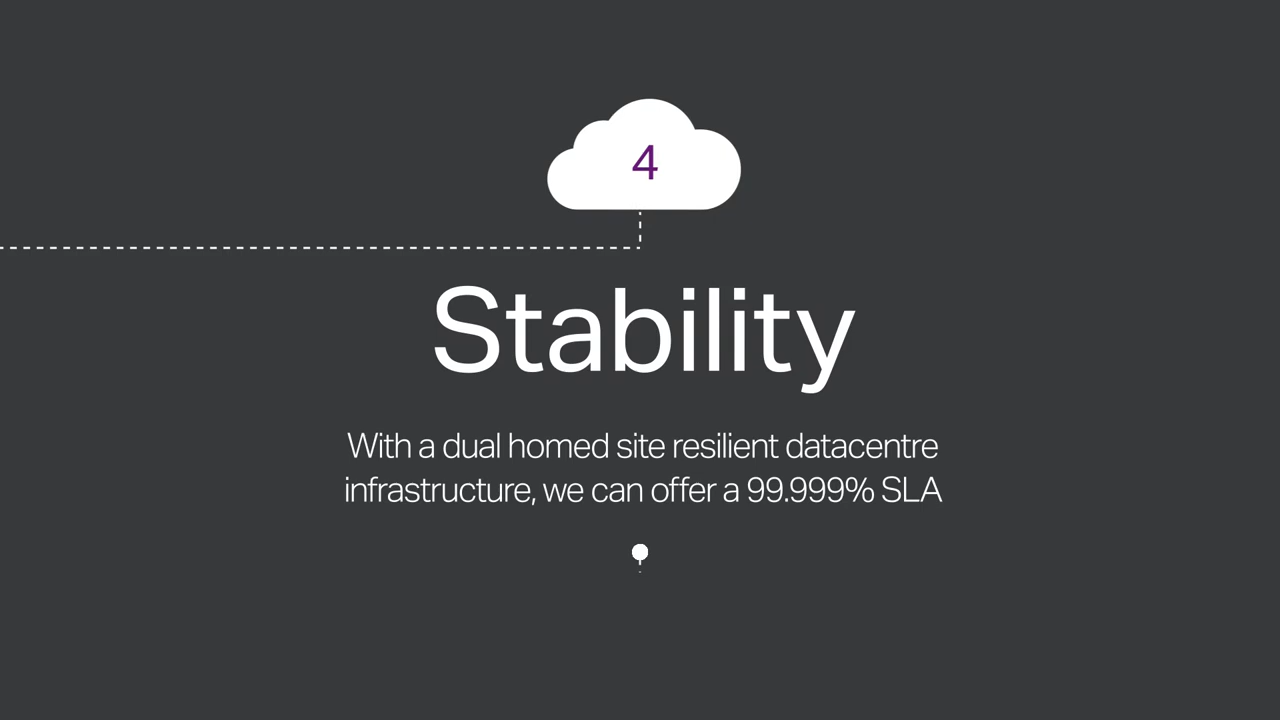 4
Stability
With a dual homed site resilient datacentre
infrastructure, we can offer a 99.999% SLA